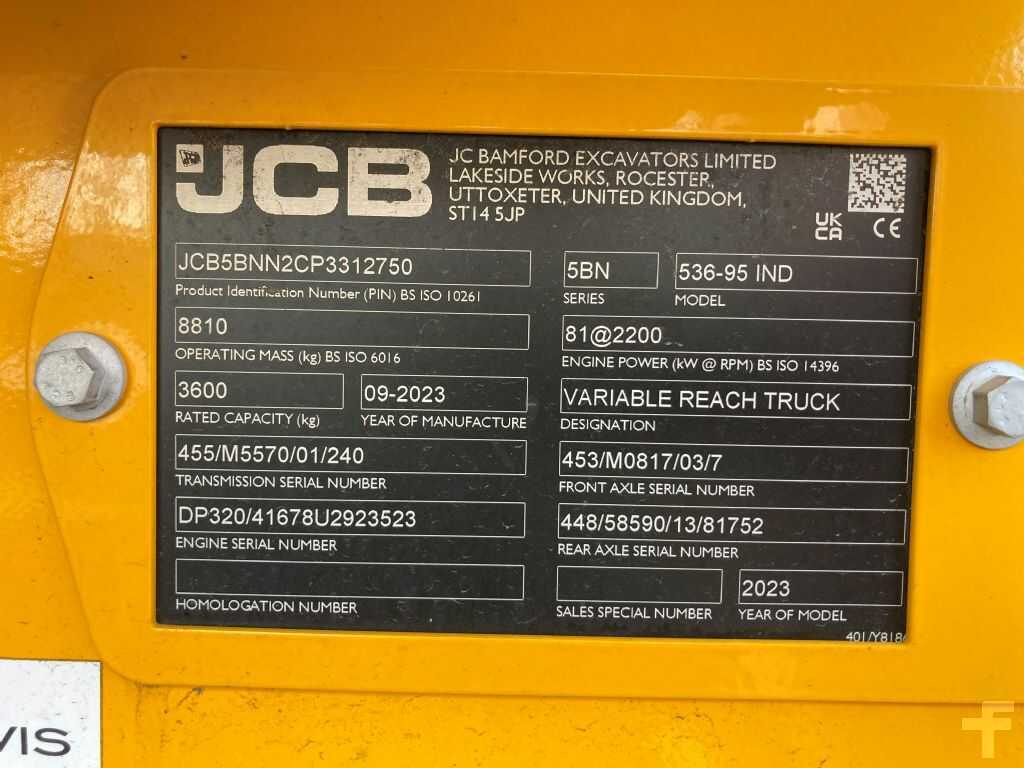 JCB
JC BAMFORD EXCAVATORS LIMITED
LAKESIDE WORKS, ROCESTER,
UTTOXETER, UNITED KINGDOM,
ST14 5JP
UK
CA
CE
JCB5BNN2CP3312750
Product Identification Number (PIN) BS ISO 10261
5BN
SERIES
536-95 IND
MODEL
8810
OPERATING MASS (kg) BS ISO 6016
81@2200
ENGINE POWER (kW @ RPM) BS ISO 14396
3600
RATED CAPACITY (kg)
09-2023
YEAR OF MANUFACTURE
VARIABLE REACH TRUCK
DESIGNATION
455/M5570/01/240
TRANSMISSION SERIAL NUMBER
453/M0817/03/7
FRONT AXLE SERIAL NUMBER
DP320/41678U2923523
ENGINE SERIAL NUMBER
448/58590/13/81752
REAR AXLE SERIAL NUMBER
HOMOLOGATION NUMBER
SALES SPECIAL NUMBER
2023
YEAR OF MODEL